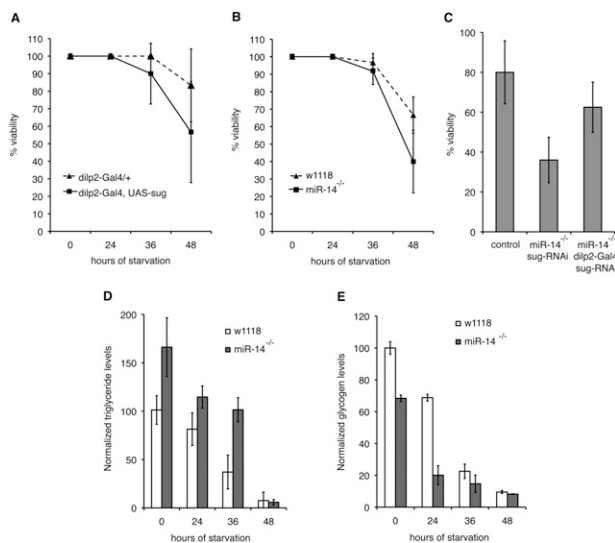 A
110
100
90
80
70
60
50
40
30
20
10
0
% viability
dilp2-Gal4/+
dilp2-Gal4, UAS-sug
0 24 36 48
hours of starvation
B
110
100
90
80
70
60
50
40
30
20
10
0
% viability
w1118
miR-14-/-
0 24 36 48
hours of starvation
C
100
80
60
40
20
0
% viability
control
miR-14-/-
sug-RNAi
miR-14-/-
dilp2-Gal4
sug-RNA
D
200
150
100
50
0
Normalized triglyceride levels
w1118
miR-14-/-
0 24 36 48
hours of starvation
E
120
100
80
60
40
20
0
Normalized glycogen levels
w1118
miR-14-/-
0 24 36 48
hours of starvation